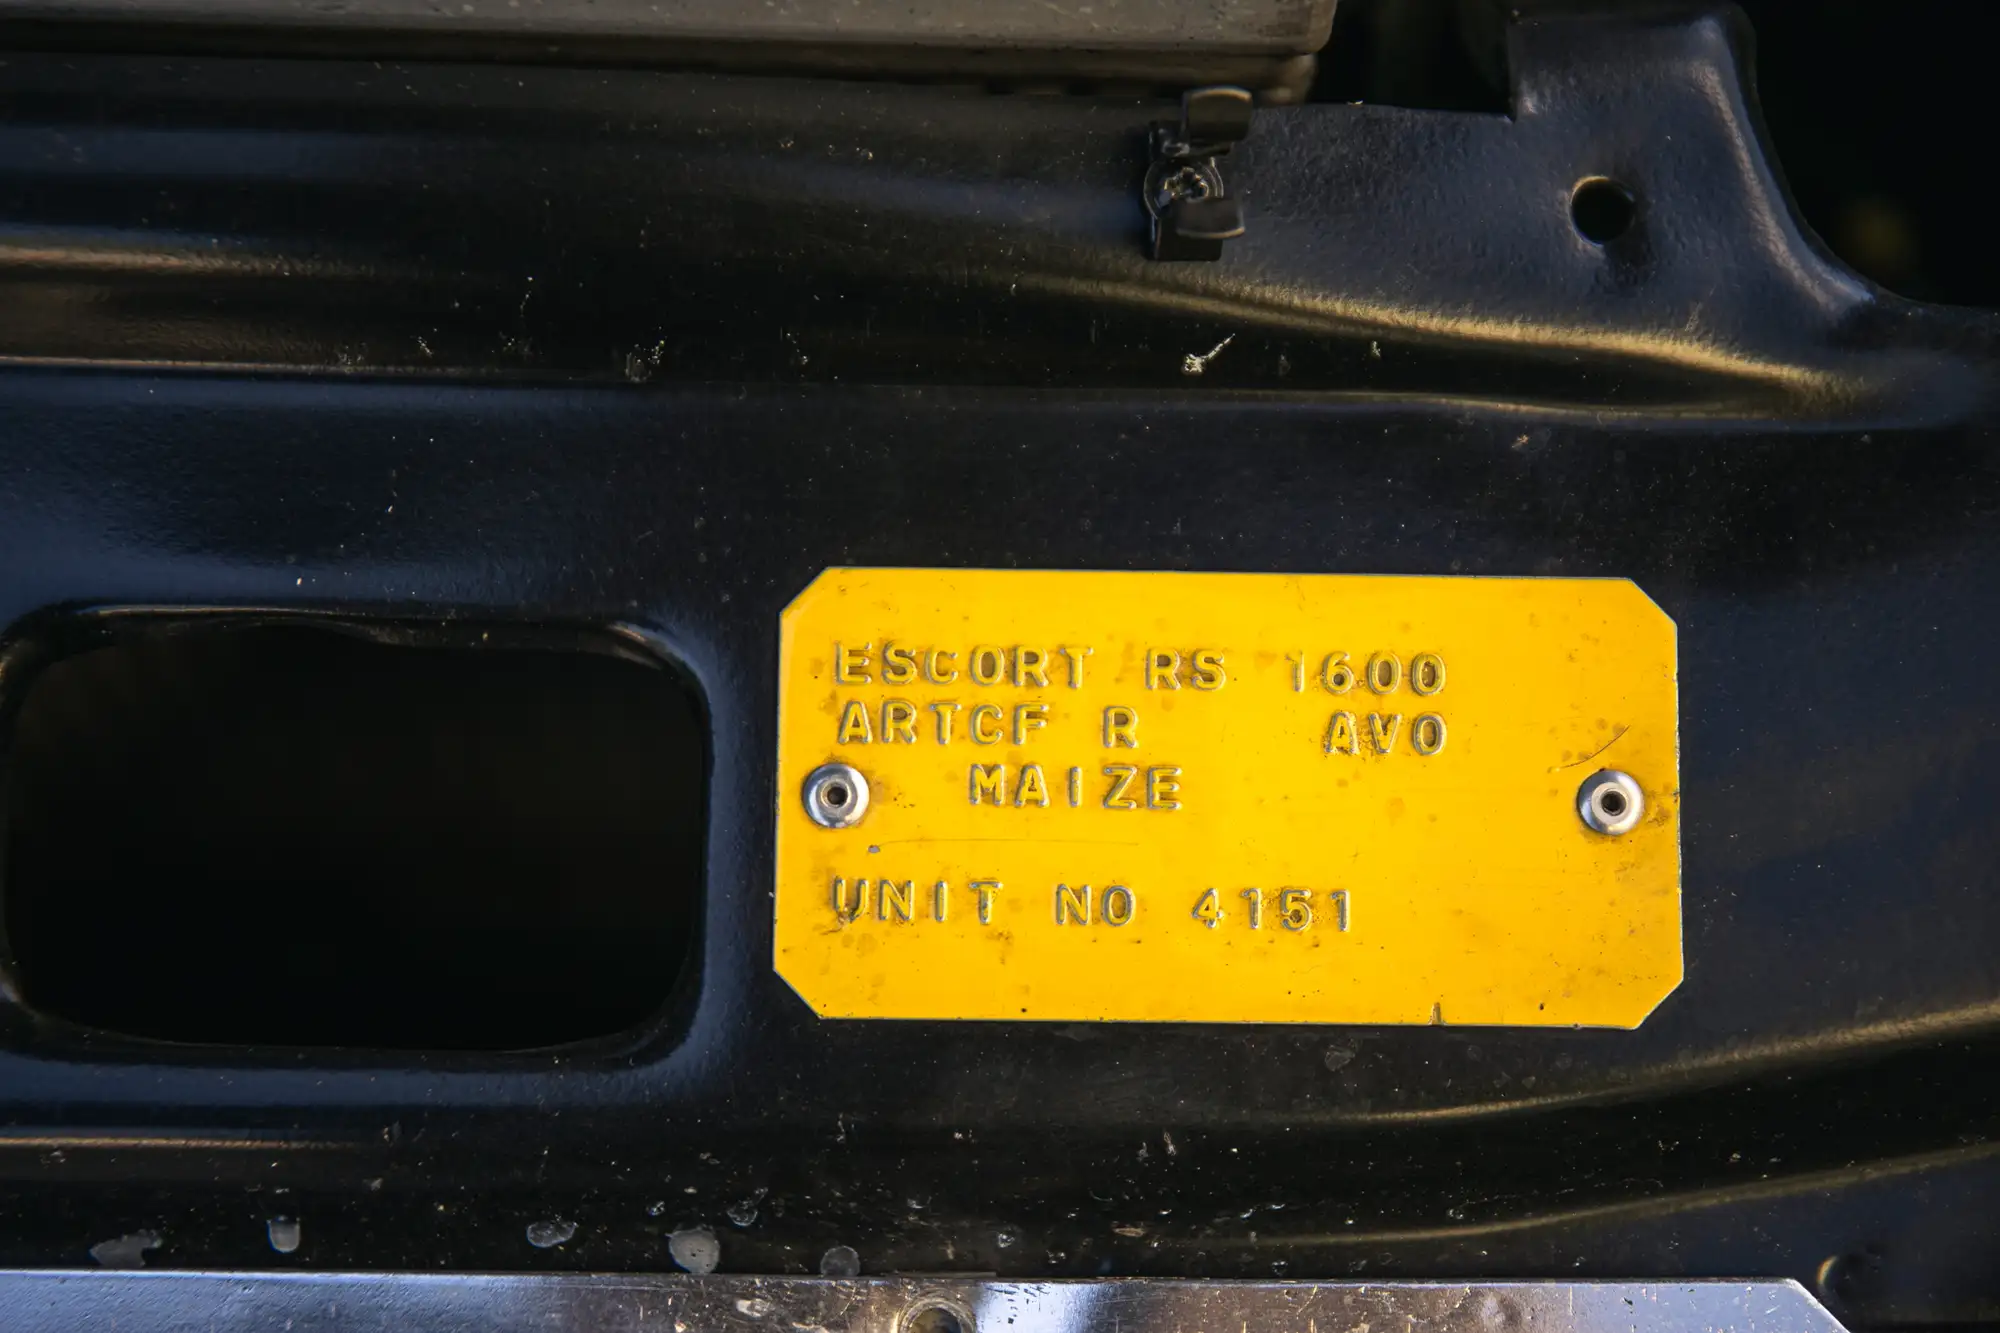 ESCORT RS 1600
ARTCF R AVO
MAIZE
UNIT NO 4151